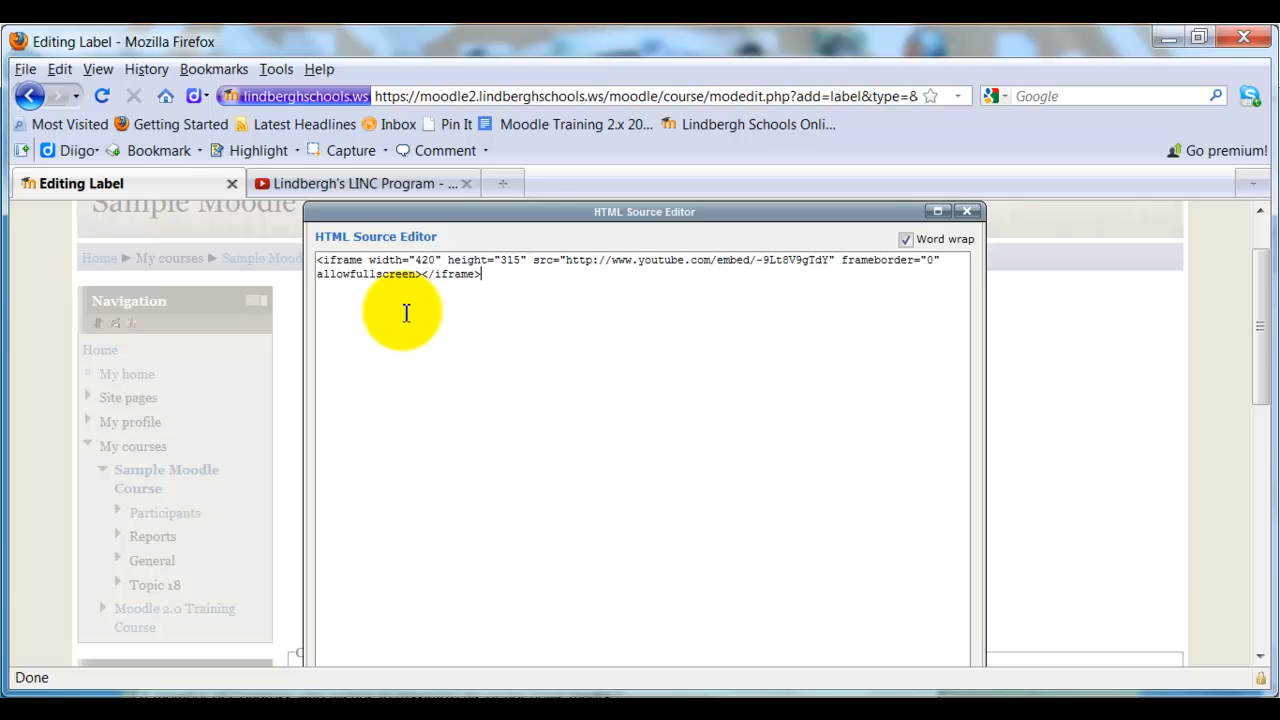 Editing Label - Mozilla Firefox
File Edit View History Bookmarks Tools Help
lindberghschools.ws https://moodle2.lindberghschools.ws/moodle/course/modedit.php?add=label&type=& Google
Most Visited Getting Started Latest Headlines Inbox Pin It Moodle Training 2.x 20... Lindbergh Schools Onli...
Diigo Bookmark Highlight Capture Comment Go premium!
Editing Label Lindbergh's LINC Program - ...
Sample Moodle
HTML Source Editor
HTML Source Editor
Word wrap
<iframe width="420" height="315" src="http://www.youtube.com/embed/-9Lt8V9gTdY" frameborder="0"
allowfullscreen></iframe>
Home ► My courses ► Sample Mood
Navigation
Home
My home
Site pages
My profile
My courses
Sample Moodle
Course
Participants
Reports
General
Topic 18
Moodle 2.0 Training
Course
Done